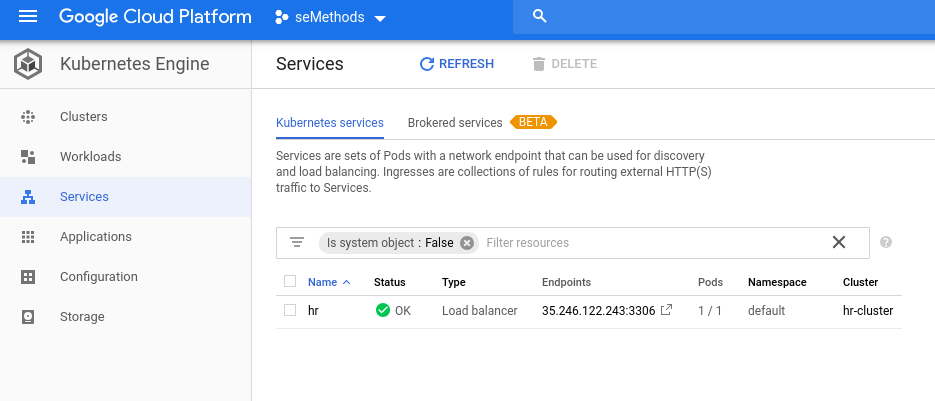 Google Cloud Platform seMethods
Kubernetes Engine
Services REFRESH DELETE
Clusters
Workloads
Services
Applications
Configuration
Storage
Kubernetes services Brokered services BETA
Services are sets of Pods with a network endpoint that can be used for discovery
and load balancing. Ingresses are collections of rules for routing external HTTP(S)
traffic to Services.
Is system object : False Filter resources
Name Status Type Endpoints Pods Namespace Cluster
hr OK Load balancer 35.246.122.243:3306 1 / 1 default hr-cluster